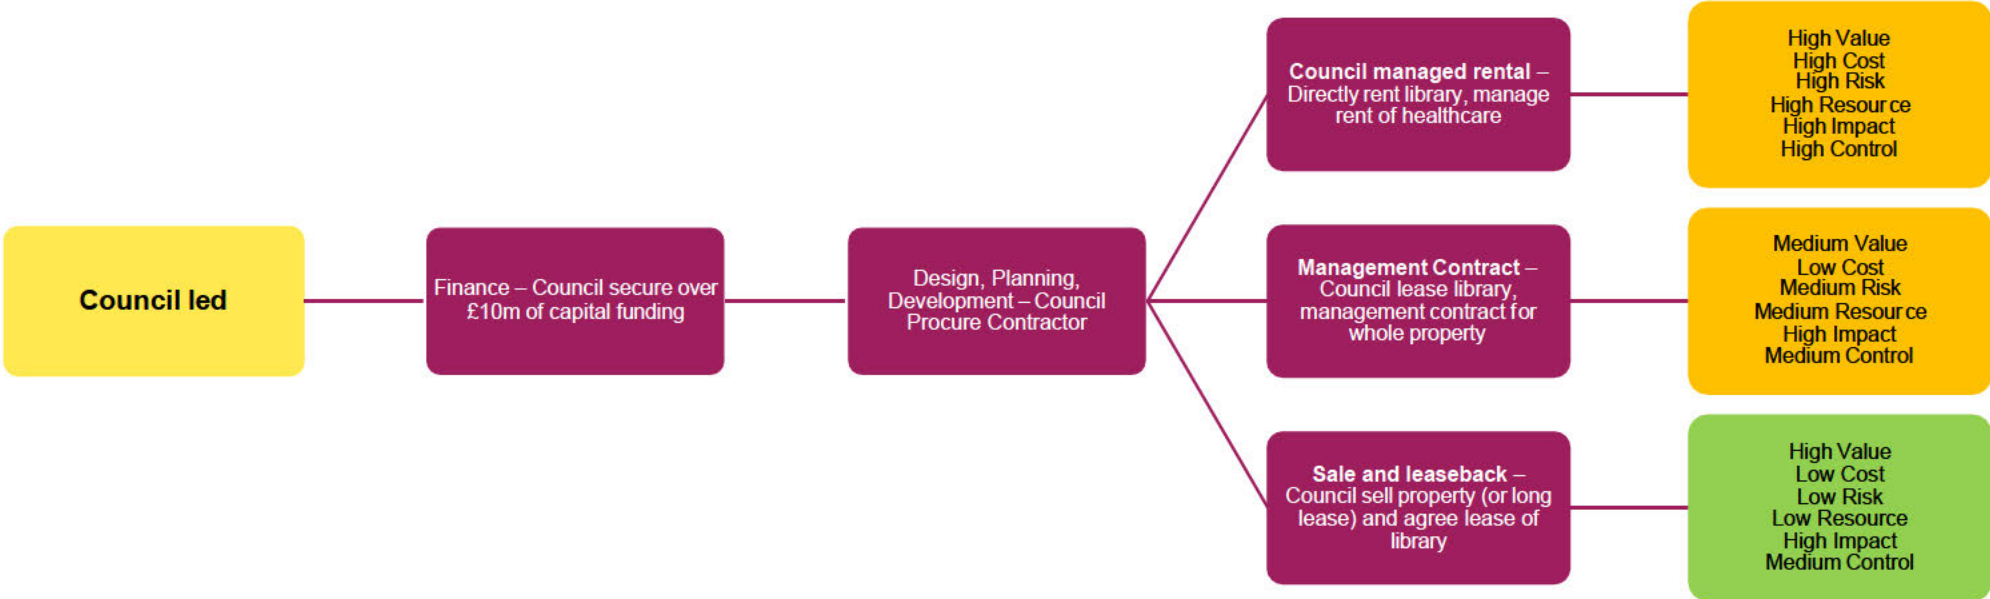 Council led
Finance – Council secure over
£10m of capital funding
Design, Planning,
Development – Council
Procure Contractor
Council managed rental –
Directly rent library, manage
rent of healthcare
High Value
High Cost
High Risk
High Resource
High Impact
High Control
Management Contract –
Council lease library,
management contract for
whole property
Medium Value
Low Cost
Medium Risk
Medium Resource
High Impact
Medium Control
Sale and leaseback –
Council sell property (or long
lease) and agree lease of
library
High Value
Low Cost
Low Risk
Low Resource
High Impact
Medium Control